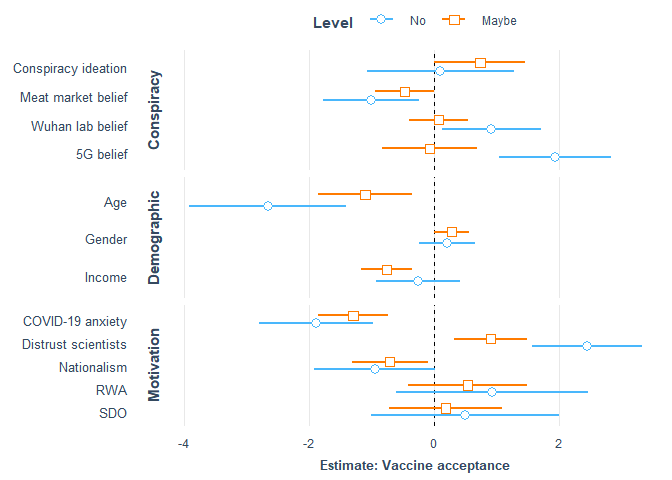 Level No Maybe
Conspiracy
Conspiracy ideation
Meat market belief
Wuhan lab belief
5G belief
Demographic
Age
Gender
Income
Motivation
COVID-19 anxiety
Distrust scientists
Nationalism
RWA
SDO
-4 -2 0 2
Estimate: Vaccine acceptance